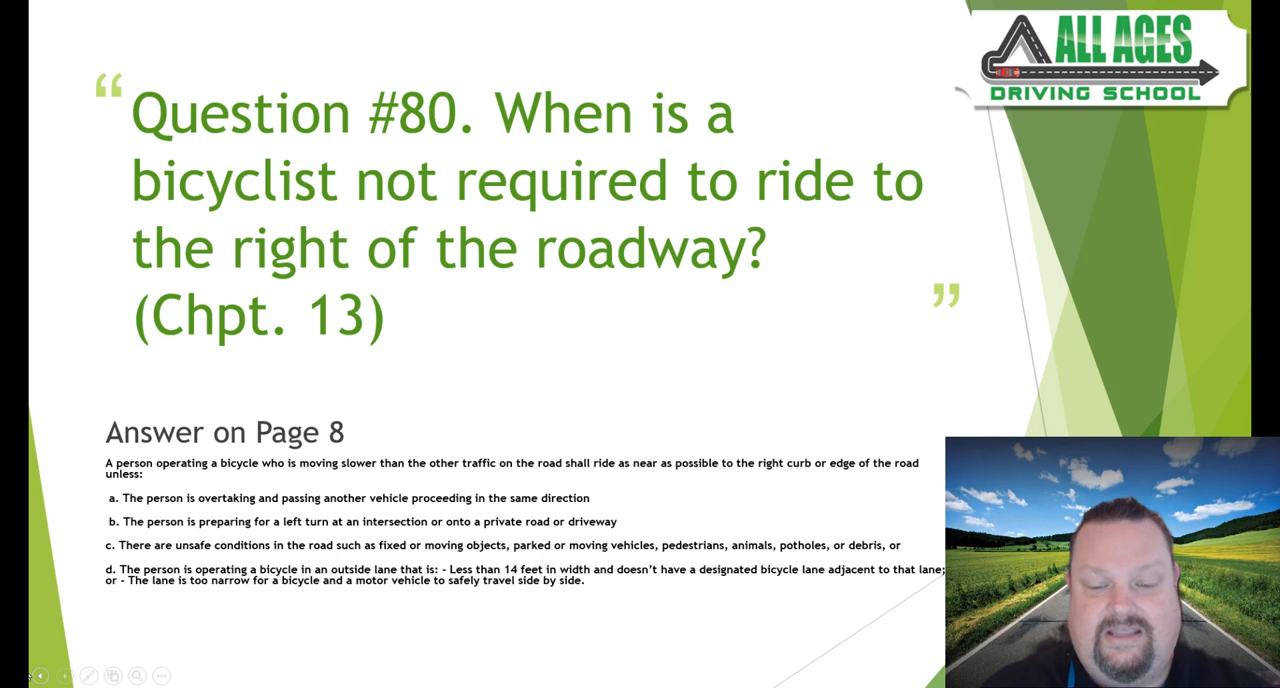 ALL AGES
DRIVING SCHOOL
“
Question #80. When is a
bicyclist not required to ride to
the right of the roadway?
(Chpt. 13)
”
Answer on Page 8
A person operating a bicycle who is moving slower than the other traffic on the road shall ride as near as possible to the right curb or edge of the road
unless:
a. The person is overtaking and passing another vehicle proceeding in the same direction
b. The person is preparing for a left turn at an intersection or onto a private road or driveway
c. There are unsafe conditions in the road such as fixed or moving objects, parked or moving vehicles, pedestrians, animals, potholes, or debris, or
d. The person is operating a bicycle in an outside lane that is: - Less than 14 feet in width and doesn’t have a designated bicycle lane adjacent to that lane;
or - The lane is too narrow for a bicycle and a motor vehicle to safely travel side by side.